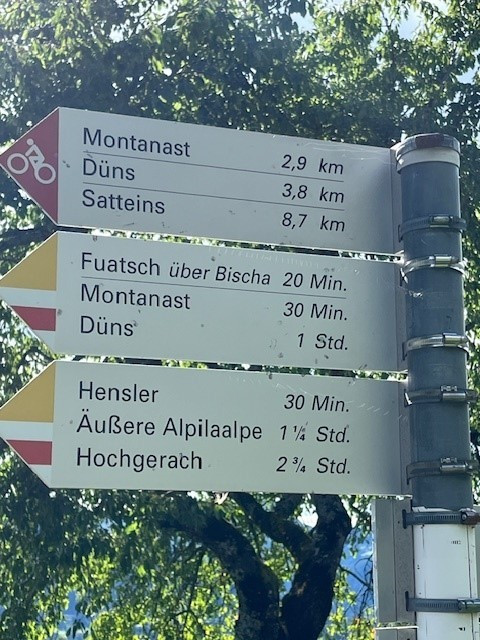 Montanast 2,9 km
Düns 3,8 km
Satteins 8,7 km
Fuatsch über Bischa 20 Min.
Montanast 30 Min.
Düns 1 Std.
Hensler 30 Min.
Äußere Alpilaalpe 1 ¼ Std.
Hochgerach 2 ¾ Std.